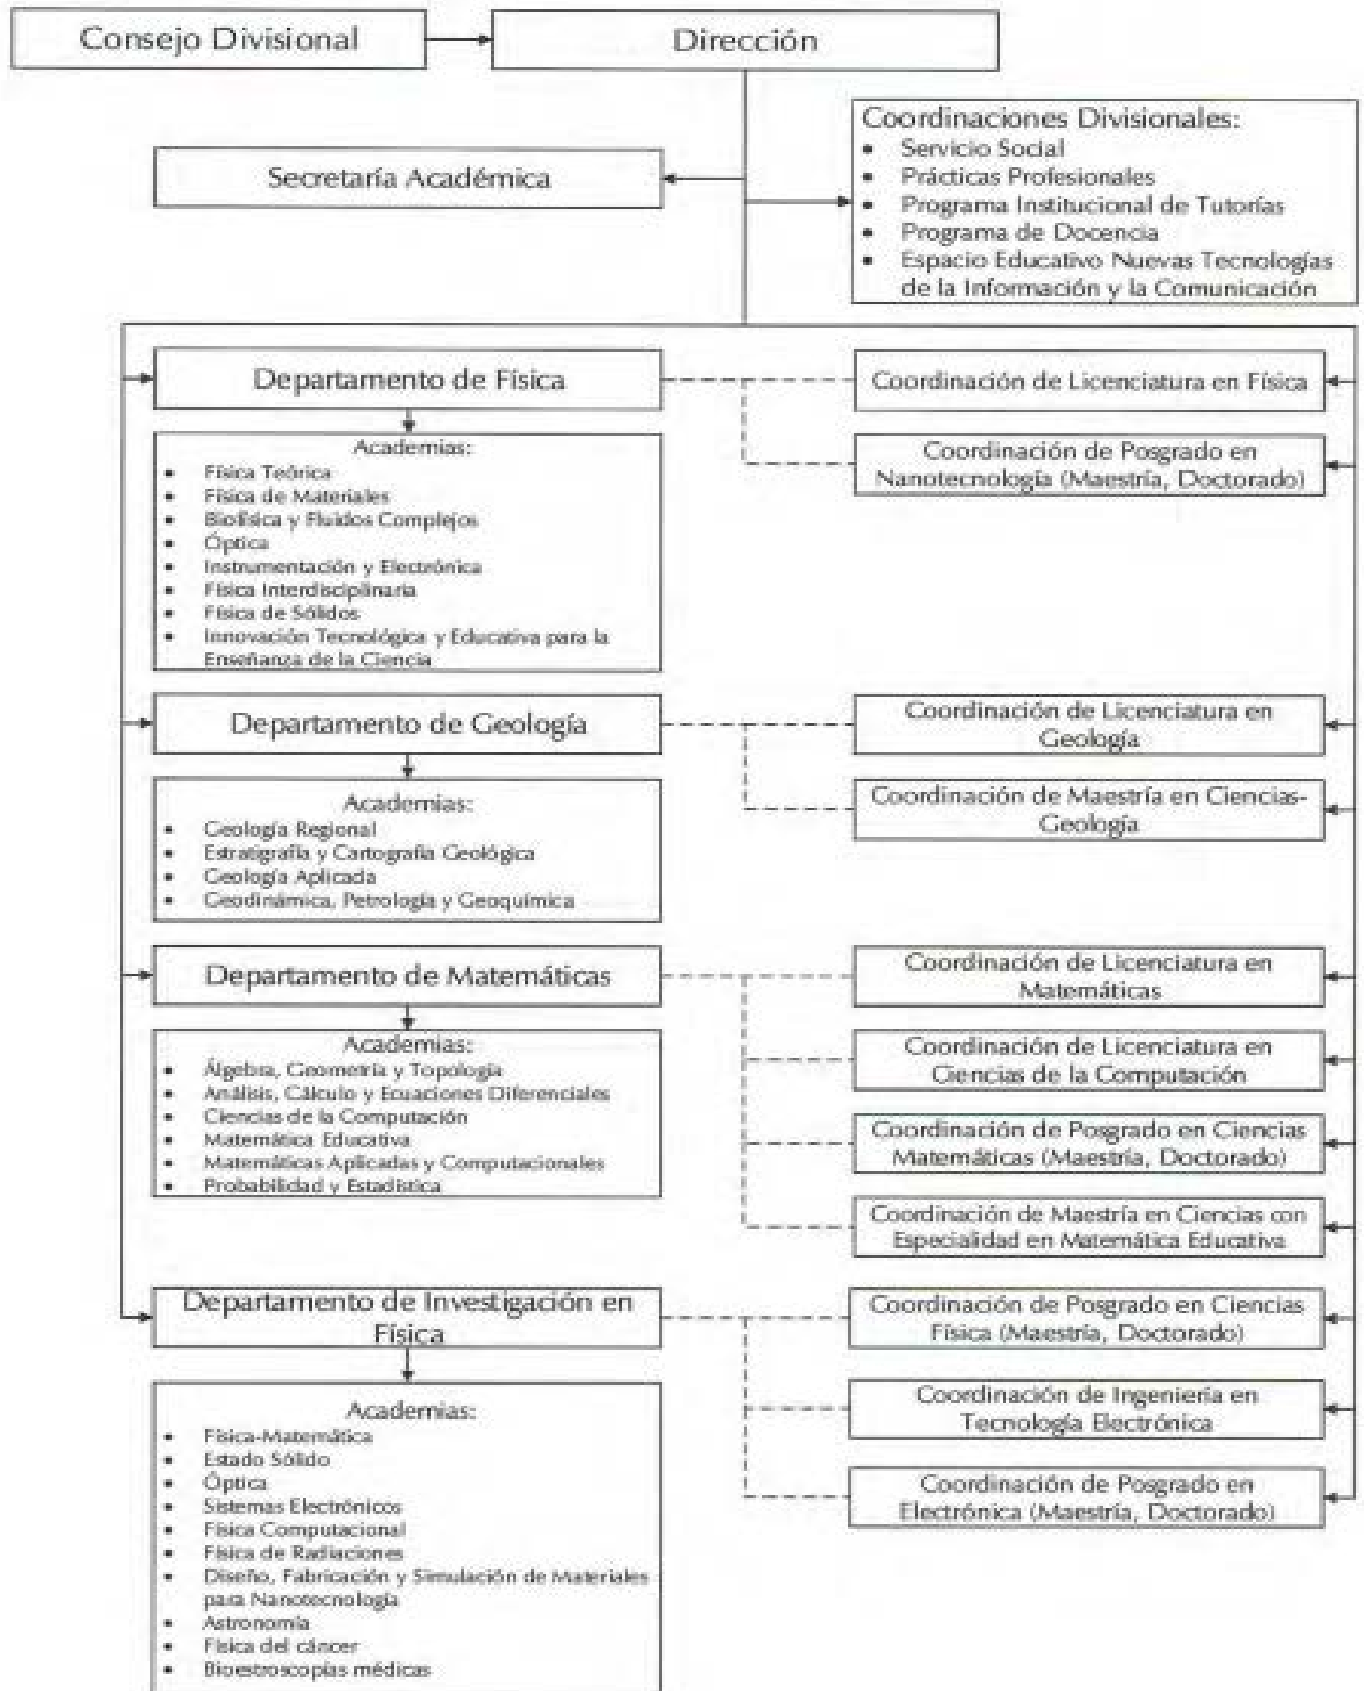 Consejo Divisional
Dirección
Coordinaciones Divisionales:
• Servicio Social
• Prácticas Profesionales
• Programa Institucional de Tutorías
• Programa de Docencia
• Espacio Educativo Nuevas Tecnologías
de la Información y la Comunicación
Secretaría Académica
Departamento de Física
Academias:
• Física Teórica
• Física de Materiales
• Biofísica y Fluidos Complejos
• Óptica
• Instrumentación y Electrónica
• Física Interdisciplinaria
• Física de Sólidos
• Innovación Tecnológica y Educativa para la
Enseñanza de la Ciencia
Coordinación de Licenciatura en Física
Coordinación de Posgrado en
Nanotecnología (Maestría, Doctorado)
Departamento de Geología
Academias:
• Geología Regional
• Estratigrafía y Cartografía Geológica
• Geología Aplicada
• Geodinámica, Petrología y Geoquímica
Coordinación de Licenciatura en
Geología
Coordinación de Maestría en Ciencias-
Geología
Departamento de Matemáticas
Academias:
• Álgebra, Geometría y Topología
• Análisis, Cálculo y Ecuaciones Diferenciales
• Ciencias de la Computación
• Matemática Educativa
• Matemáticas Aplicadas y Computacionales
• Probabilidad y Estadística
Coordinación de Licenciatura en
Matemáticas
Coordinación de Licenciatura en
Ciencias de la Computación
Coordinación de Posgrado en Ciencias
Matemáticas (Maestría, Doctorado)
Coordinación de Maestría en Ciencias con
Especialidad en Matemática Educativa
Departamento de Investigación en
Física
Academias:
• Física-Matemática
• Estado Sólido
• Óptica
• Sistemas Electrónicos
• Física Computacional
• Física de Radiaciones
• Diseño, Fabricación y Simulación de Materiales
para Nanotecnología
• Astronomía
• Física del cáncer
• Bioestroscopías médicas
Coordinación de Posgrado en Ciencias
Física (Maestría, Doctorado)
Coordinación de Ingeniería en
Tecnología Electrónica
Coordinación de Posgrado en
Electrónica (Maestría, Doctorado)